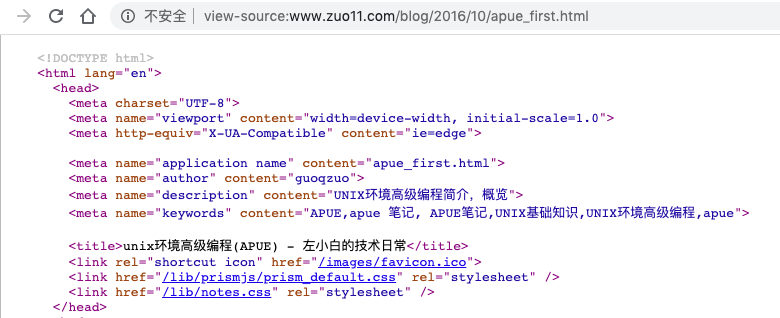 不安全 | view-source:www.zuo11.com/blog/2016/10/apue_first.html
<!DOCTYPE html>
<html lang="en">
<head>
<meta charset="UTF-8">
<meta name="viewport" content="width=device-width, initial-scale=1.0">
<meta http-equiv="X-UA-Compatible" content="ie=edge">
<meta name="application name" content="apue_first.html">
<meta name="author" content="guoqzuo">
<meta name="description" content="UNIX环境高级编程简介，概览">
<meta name="keywords" content="APUE,apue 笔记, APUE笔记,UNIX基础知识,UNIX环境高级编程,apue">
<title>unix环境高级编程(APUE) - 左小白的技术日常</title>
<link rel="shortcut icon" href="/images/favicon.ico">
<link href="/lib/prismjs/prism_default.css" rel="stylesheet" />
<link href="/lib/notes.css" rel="stylesheet" />
</head>